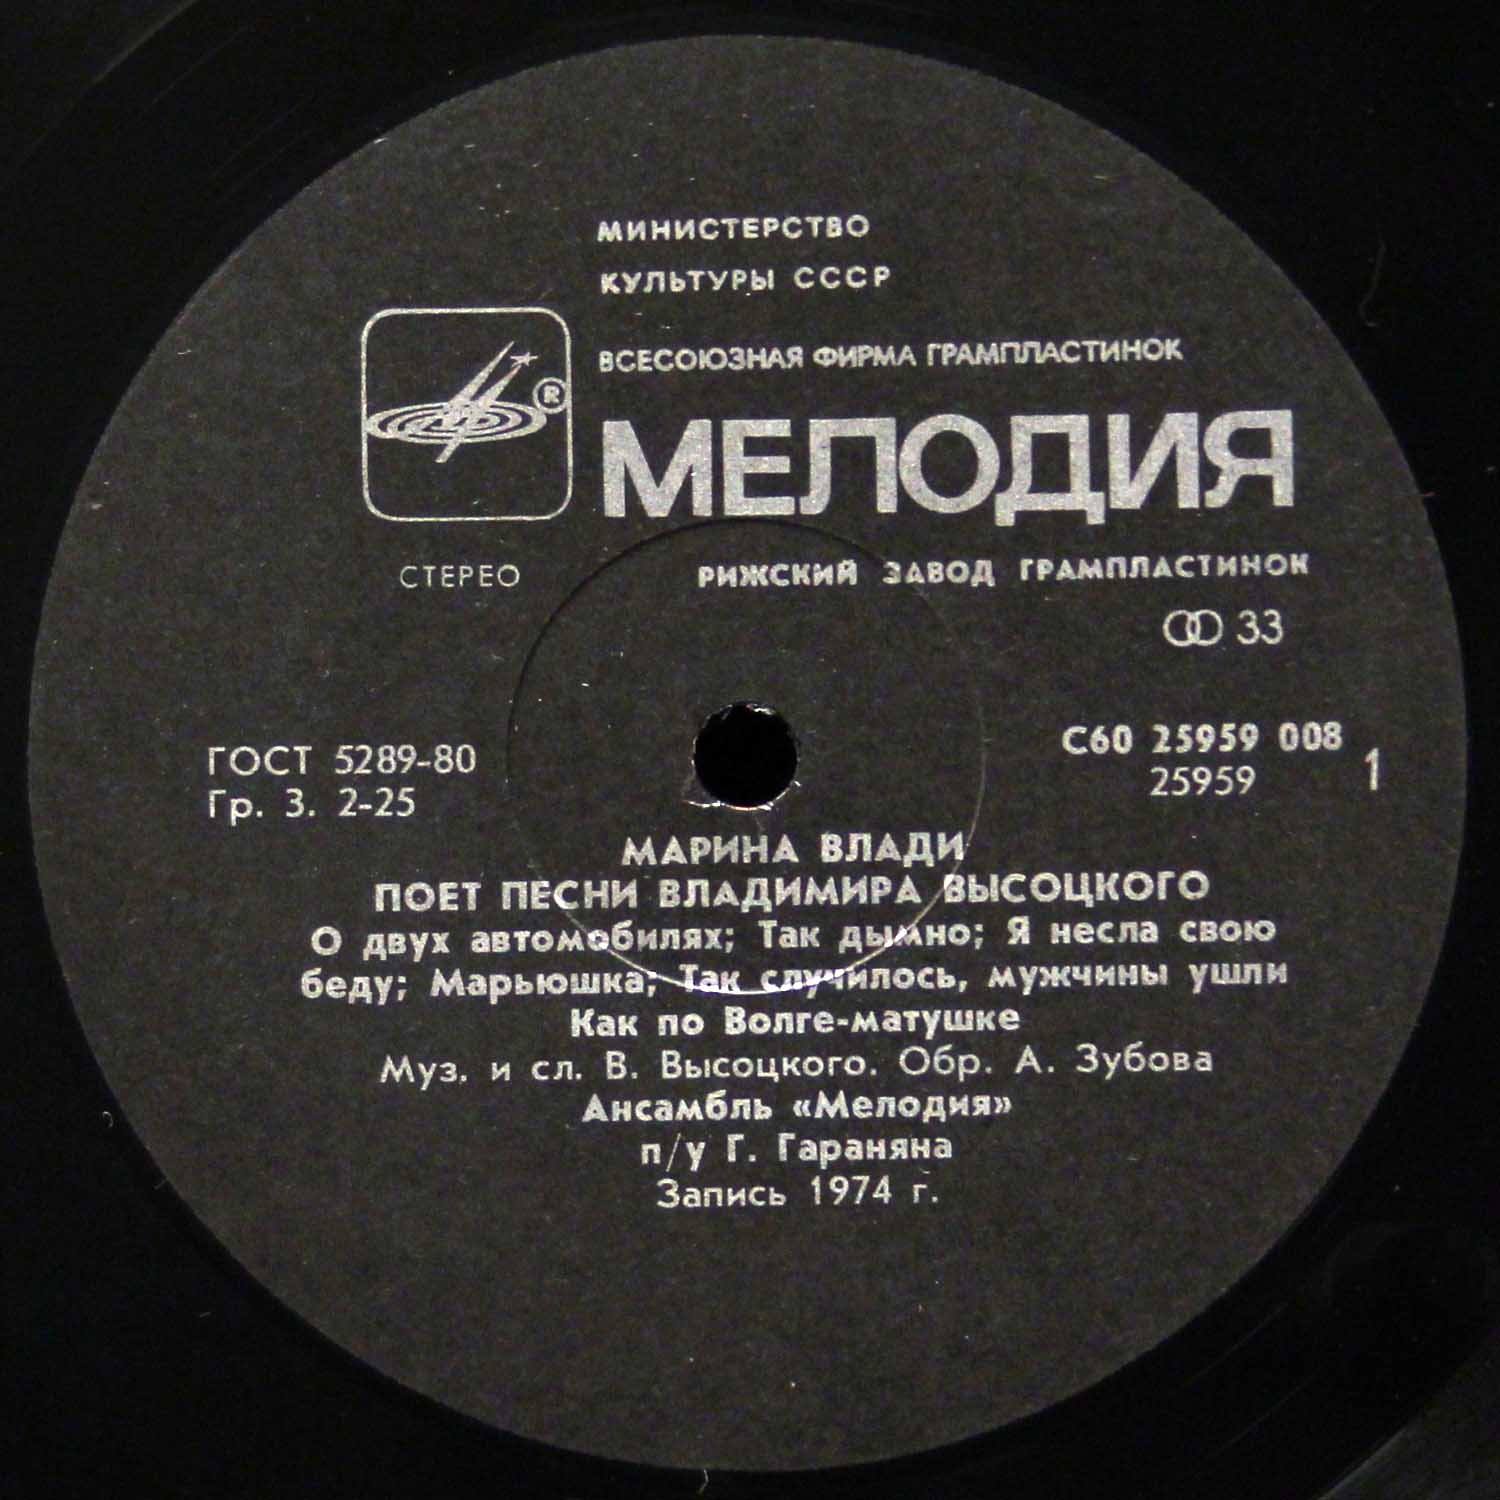 МИНИСТЕРСТВО
КУЛЬТУРЫ СССР
ВСЕСОЮЗНАЯ ФИРМА ГРАМПЛАСТИНОК
®
МЕЛОДИЯ
СТЕРЕО
РИЖСКИЙ ЗАВОД ГРАМПЛАСТИНОК
33
ГОСТ 5289-80
Гр. 3. 2-25
С60 25959 008
25959
1
МАРИНА ВЛАДИ
ПОЕТ ПЕСНИ ВЛАДИМИРА ВЫСОЦКОГО
О двух автомобилях; Так дымно; Я несла свою
беду; Марьюшка; Так случилось, мужчины ушли
Как по Волге-матушке
Муз. и сл. В. Высоцкого. Обр. А. Зубова
Ансамбль «Мелодия»
п/у Г. Гараняна
Запись 1974 г.